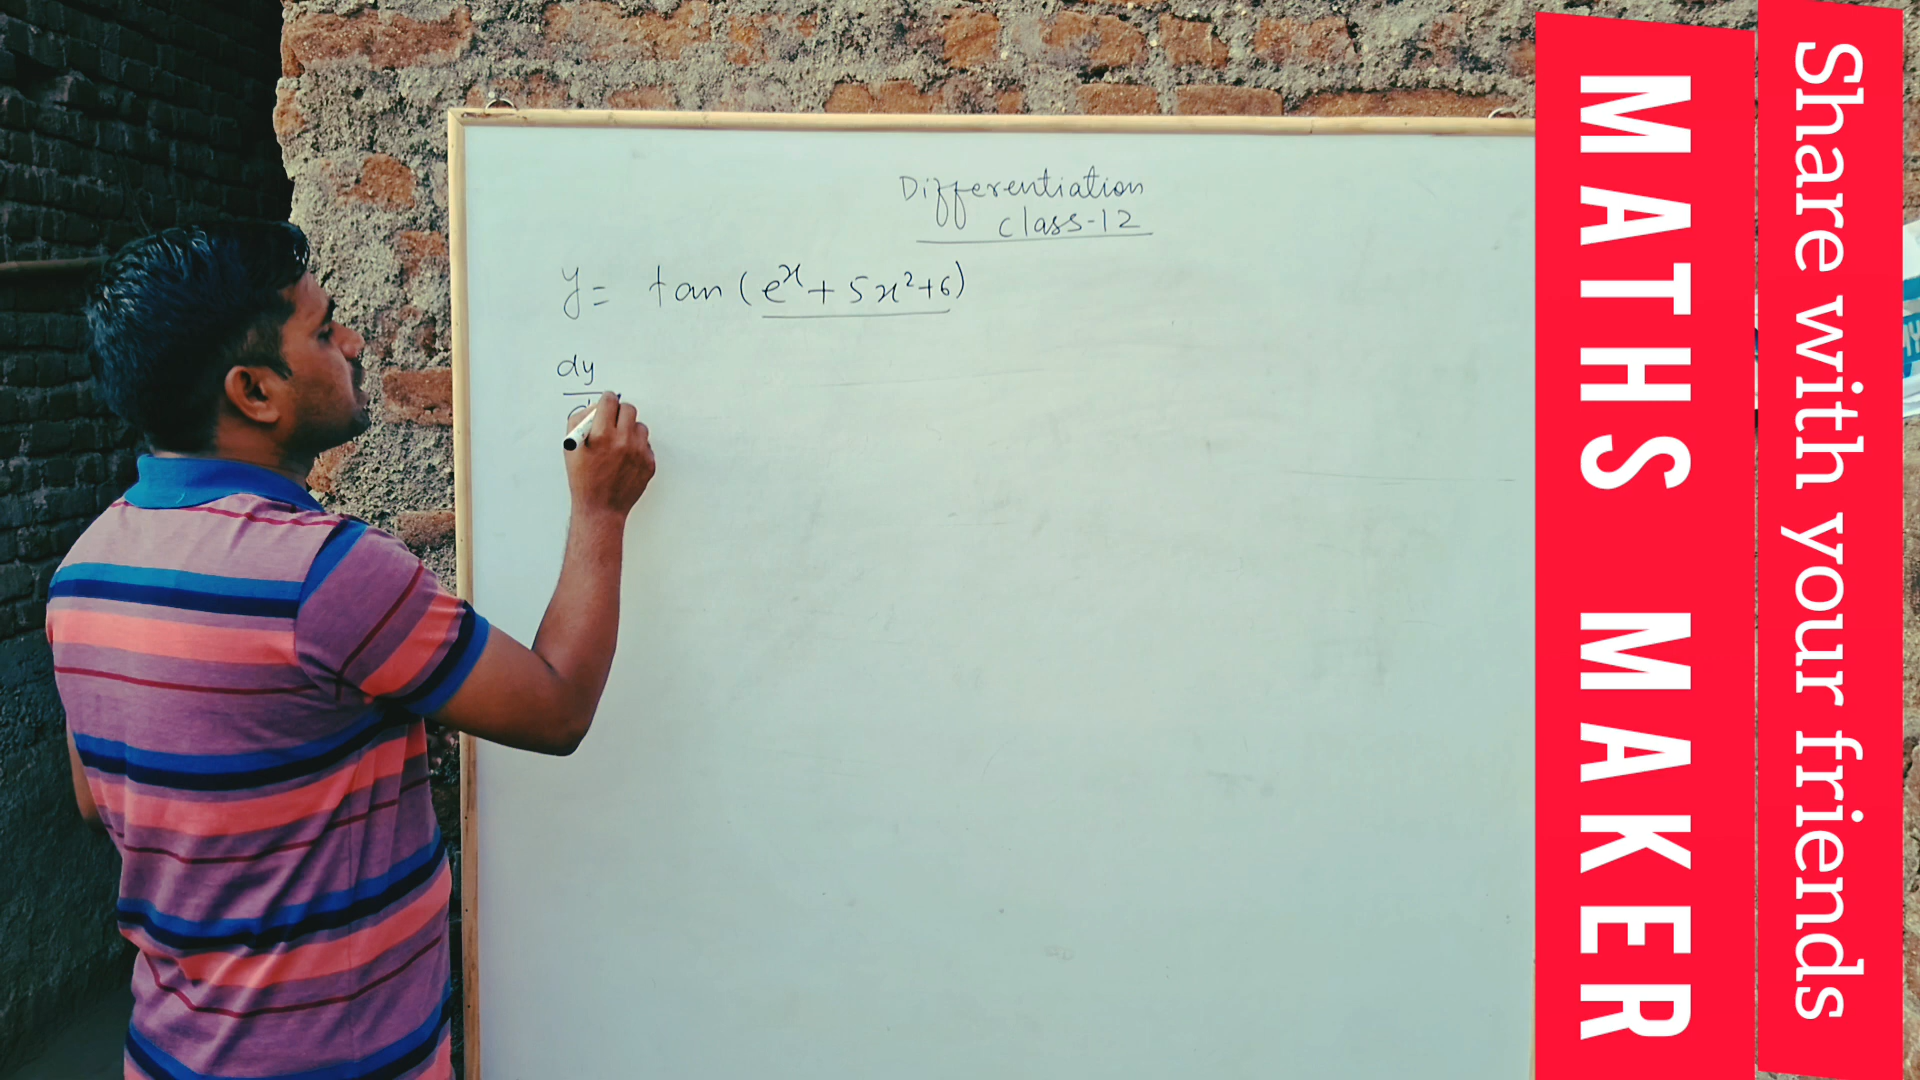 Differentiation
class-12
y = tan (eˣ + 5x² + 6)
dy
d
MATHS MAKER
Share with your friends